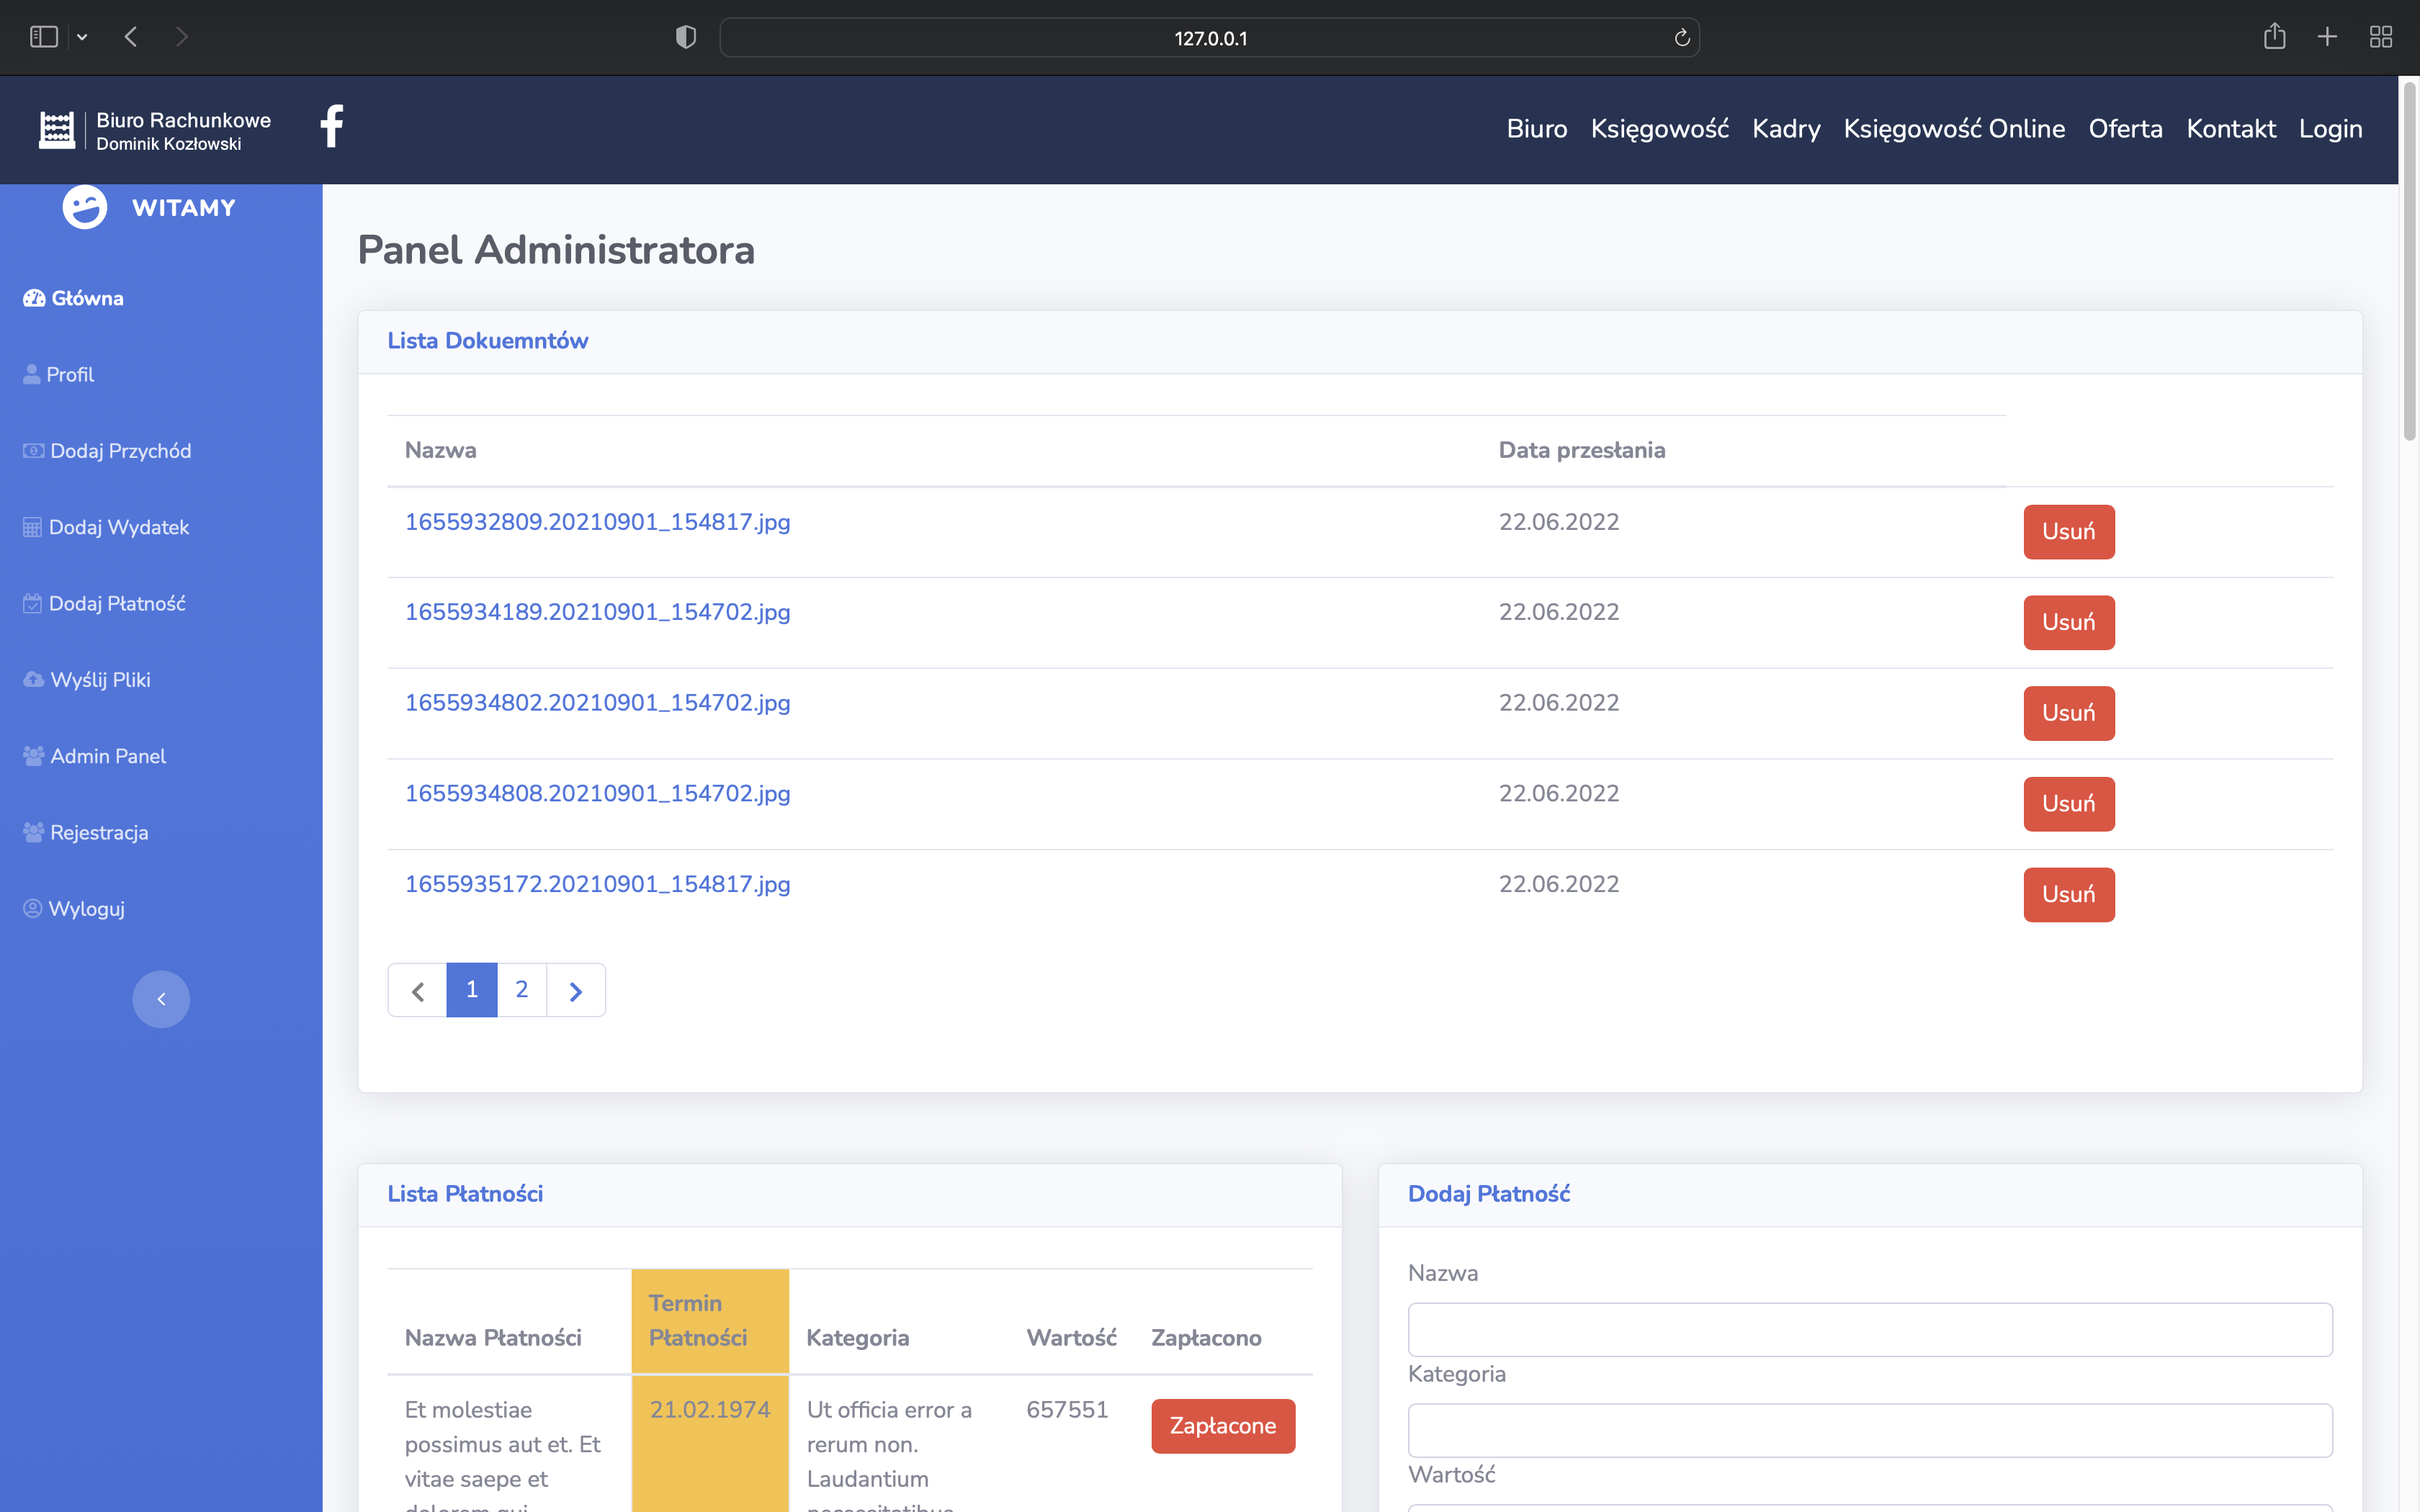 127.0.0.1
Biuro Rachunkowe
Dominik Kozłowski
Biuro Księgowość Kadry Księgowość Online Oferta Kontakt Login
WITAMY
Główna
Profil
Dodaj Przychód
Dodaj Wydatek
Dodaj Płatność
Wyślij Pliki
Admin Panel
Rejestracja
Wyloguj
Panel Administratora
Lista Dokuemntów
Nazwa Data przesłania
1655932809.20210901_154817.jpg 22.06.2022 Usuń
1655934189.20210901_154702.jpg 22.06.2022 Usuń
1655934802.20210901_154702.jpg 22.06.2022 Usuń
1655934808.20210901_154702.jpg 22.06.2022 Usuń
1655935172.20210901_154817.jpg 22.06.2022 Usuń
1 2
Lista Płatności
Nazwa Płatności Termin Płatności Kategoria Wartość Zapłacono
Et molestiae
possimus aut et. Et
vitae saepe et
21.02.1974
Ut officia error a
rerum non.
Laudantium
657551
Zapłacone
Dodaj Płatność
Nazwa
Kategoria
Wartość